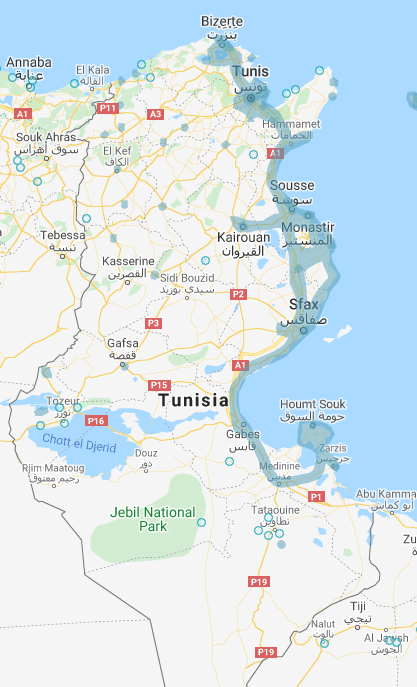 Bizerte
بنزرت
Annaba
عنابة
El Kala
القالة
Tunis
تونس
P11
A1
A3
Hammamet
الحمامات
Souk Ahras
سوق أهراس
El Kef
الكاف
A1
Sousse
سوسة
Monastir
المنستير
Tebessa
تبسة
Kairouan
القيروان
Kasserine
القصرين
Sidi Bouzid
سيدي بوزيد
P2
Sfax
صفاقس
P3
Gafsa
قفصة
A1
P15
Tunisia
Tozeur
توزر
Houmt Souk
حومة السوق
P16
Gabes
قابس
Chott el Djerid
Zarzis
جرجيس
Douz
دوز
Rjim Maatoug
رجيم معتوق
Medinine
مدنين
P1
Abu Kamma
أبو كماش
Jebil National
Park
Tataouine
تطاوين
Zu
P19
Tiji
تيجي
Nalut
نالوت
Al Jawsh
الجوش
P19